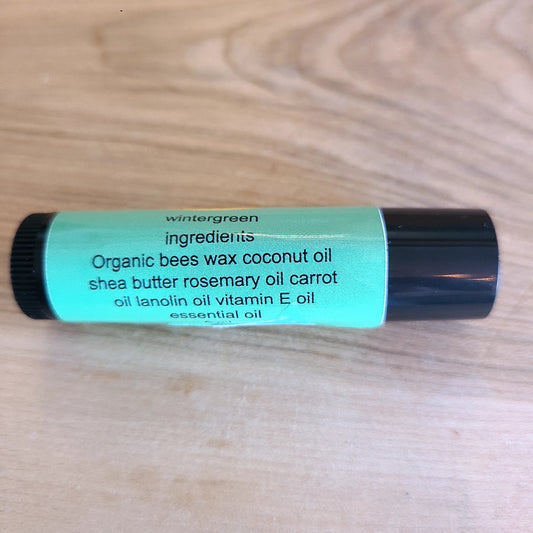 wintergreen
ingredients
Organic bees wax coconut oil
shea butter rosemary oil carrot
oil lanolin oil vitamin E oil
essential oil